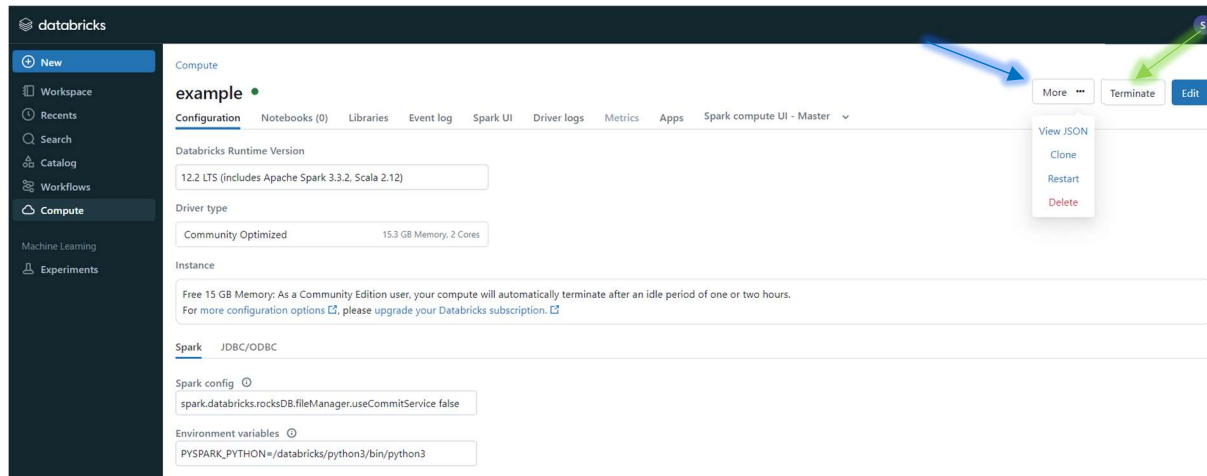 databricks
S
New
Workspace
Recents
Search
Catalog
Workflows
Compute
Machine Learning
Experiments
Compute
example
More ··· Terminate Edit
View JSON
Clone
Restart
Delete
Configuration Notebooks (0) Libraries Event log Spark UI Driver logs Metrics Apps Spark compute UI - Master
Databricks Runtime Version
12.2 LTS (includes Apache Spark 3.3.2, Scala 2.12)
Driver type
Community Optimized 15.3 GB Memory, 2 Cores
Instance
Free 15 GB Memory: As a Community Edition user, your compute will automatically terminate after an idle period of one or two hours.
For more configuration options, please upgrade your Databricks subscription.
Spark JDBC/ODBC
Spark config
spark.databricks.rocksDB.fileManager.useCommitService false
Environment variables
PYSPARK_PYTHON=/databricks/python3/bin/python3